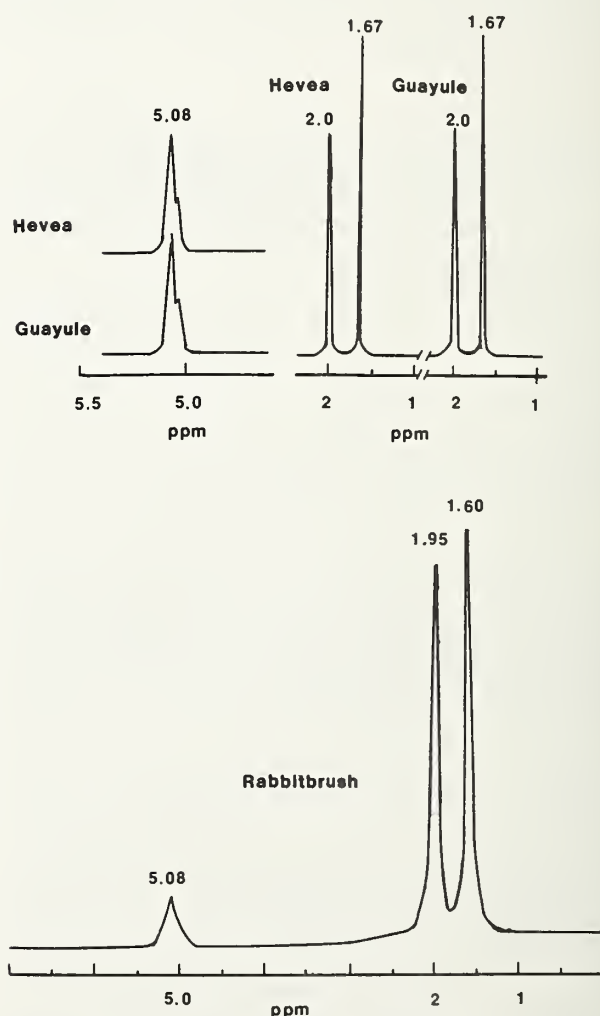 1.67
1.67
Hevea
Guayule
5.08
2.0
2.0
Hevea
Guayule
5.5
5.0
2
1
2
1
ppm
ppm
1.60
1.95
Rabbitbrush
5.08
5.0
ppm
2
1